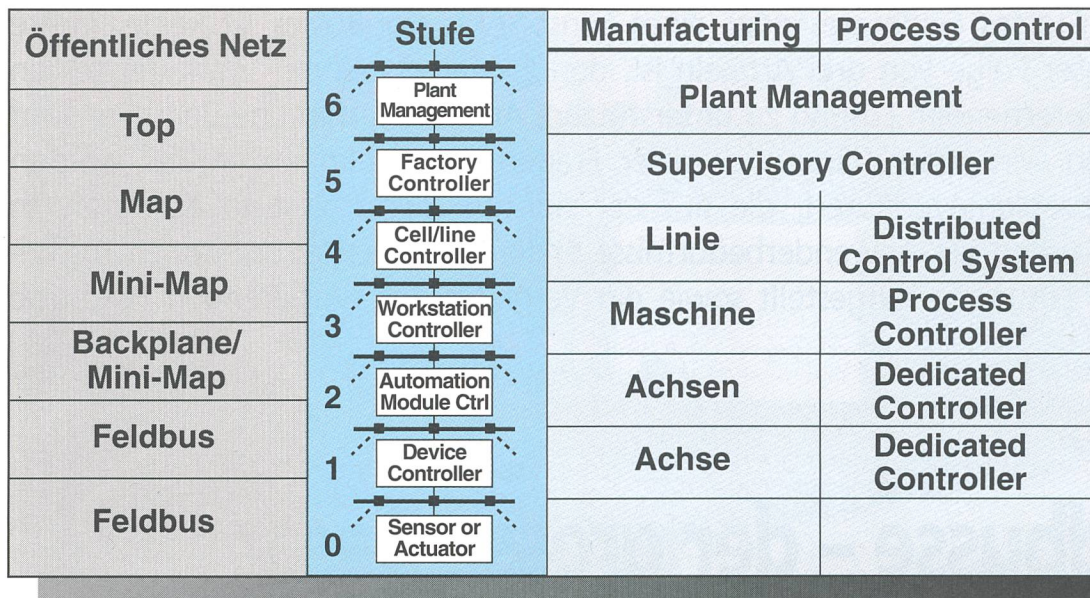 Öffentliches Netz
Top
Map
Mini-Map
Backplane/
Mini-Map
Feldbus
Feldbus
Stufe
6
Plant
Management
5
Factory
Controller
4
Cell/line
Controller
3
Workstation
Controller
2
Automation
Module Ctrl
1
Device
Controller
0
Sensor or
Actuator
Manufacturing
Process Control
Plant Management
Supervisory Controller
Linie
Distributed
Control System
Maschine
Process
Controller
Achsen
Dedicated
Controller
Achse
Dedicated
Controller